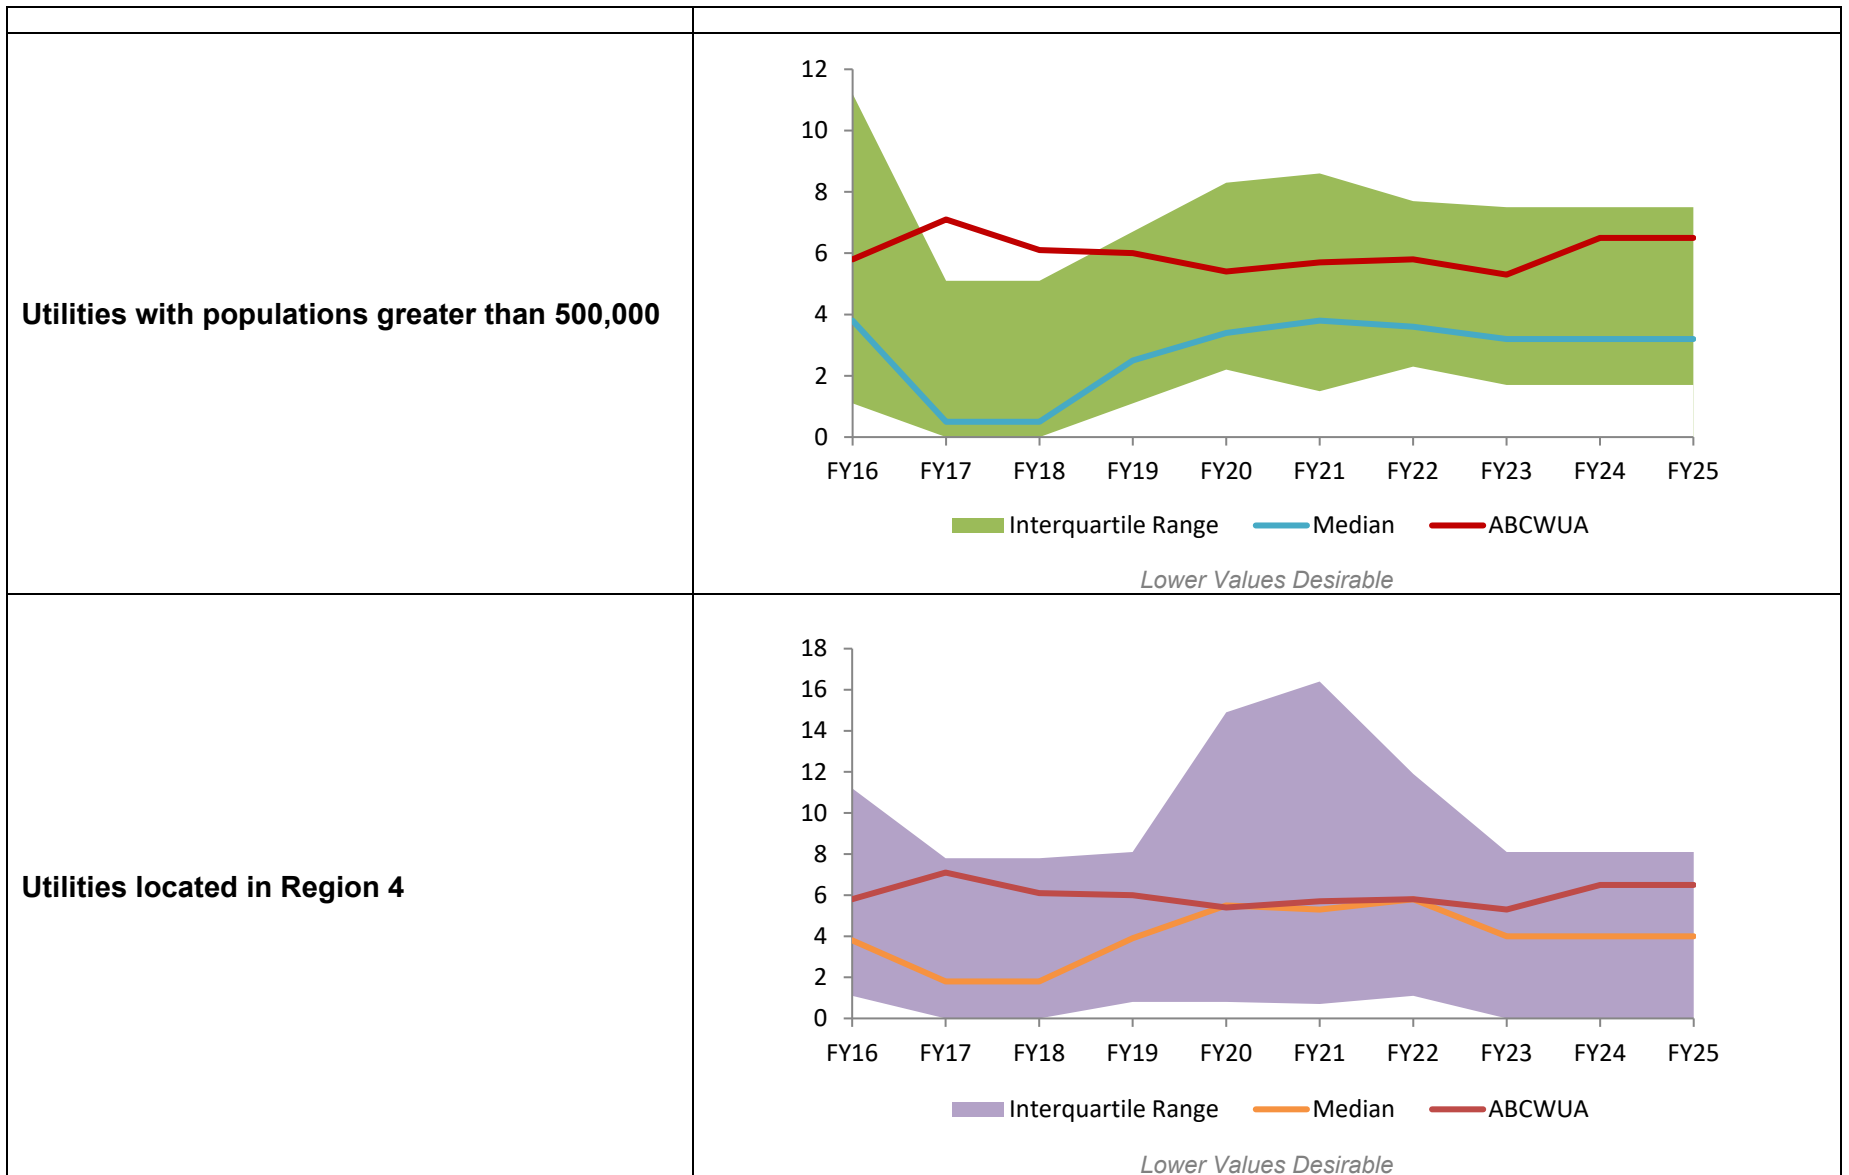 Utilities with populations greater than 500,000
12
10
8
6
4
2
0
FY16 FY17 FY18 FY19 FY20 FY21 FY22 FY23 FY24 FY25
Interquartile Range Median ABCWUA
Lower Values Desirable
Utilities located in Region 4
18
16
14
12
10
8
6
4
2
0
FY16 FY17 FY18 FY19 FY20 FY21 FY22 FY23 FY24 FY25
Interquartile Range Median ABCWUA
Lower Values Desirable